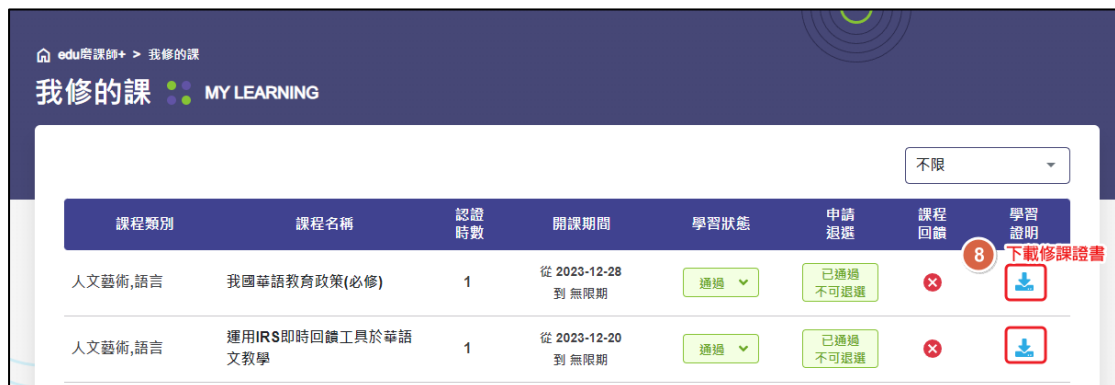 edu磨課師+ > 我修的課
我修的課 MY LEARNING
不限
課程類別 課程名稱 認證時數 開課期間 學習狀態 申請退選 課程回饋 學習證明
8 下載修課證書
人文藝術,語言 我國華語教育政策(必修) 1 從 2023-12-28 到 無限期 通過 已通過 不可退選
人文藝術,語言 運用IRS即時回饋工具於華語文教學 1 從 2023-12-20 到 無限期 通過 已通過 不可退選